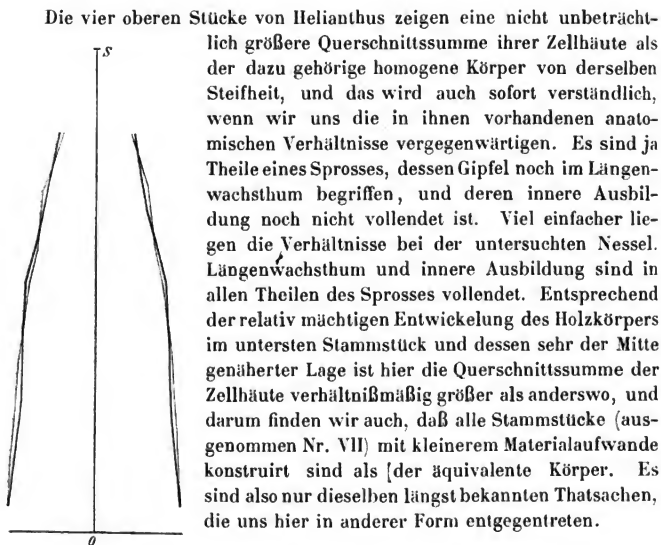 Die vier oberen Stücke von Helianthus zeigen eine nicht unbeträcht-
lich größere Querschnittssumme ihrer Zellhäute als
der dazu gehörige homogene Körper von derselben
Steifheit, und das wird auch sofort verständlich,
wenn wir uns die in ihnen vorhandenen anato-
mischen Verhältnisse vergegenwärtigen. Es sind ja
Theile eines Sprosses, dessen Gipfel noch im Längen-
wachsthum begriffen, und deren innere Ausbil-
dung noch nicht vollendet ist. Viel einfacher lie-
gen die Verhältnisse bei der untersuchten Nessel.
Längenwachsthum und innere Ausbildung sind in
allen Theilen des Sprosses vollendet. Entsprechend
der relativ mächtigen Entwickelung des Holzkörpers
im untersten Stammstück und dessen sehr der Mitte
genäherter Lage ist hier die Querschnittssumme der
Zellhäute verhältnißmäßig größer als anderswo, und
darum finden wir auch, daß alle Stammstücke (aus-
genommen Nr. VII) mit kleinerem Materialaufwande
konstruirt sind als [der äquivalente Körper. Es
sind also nur dieselben längst bekannten Thatsachen,
die uns hier in anderer Form entgegentreten.
S
0